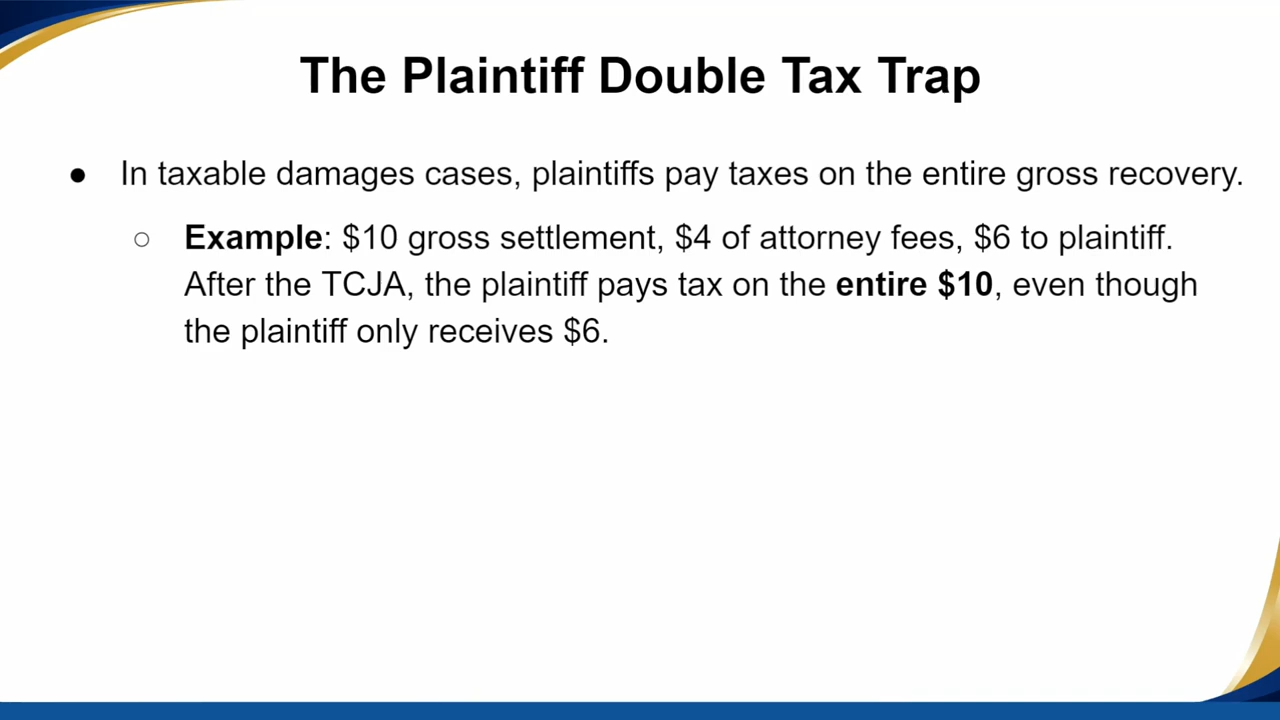 The Plaintiff Double Tax Trap
● In taxable damages cases, plaintiffs pay taxes on the entire gross recovery.
○ Example: $10 gross settlement, $4 of attorney fees, $6 to plaintiff.
After the TCJA, the plaintiff pays tax on the entire $10, even though
the plaintiff only receives $6.